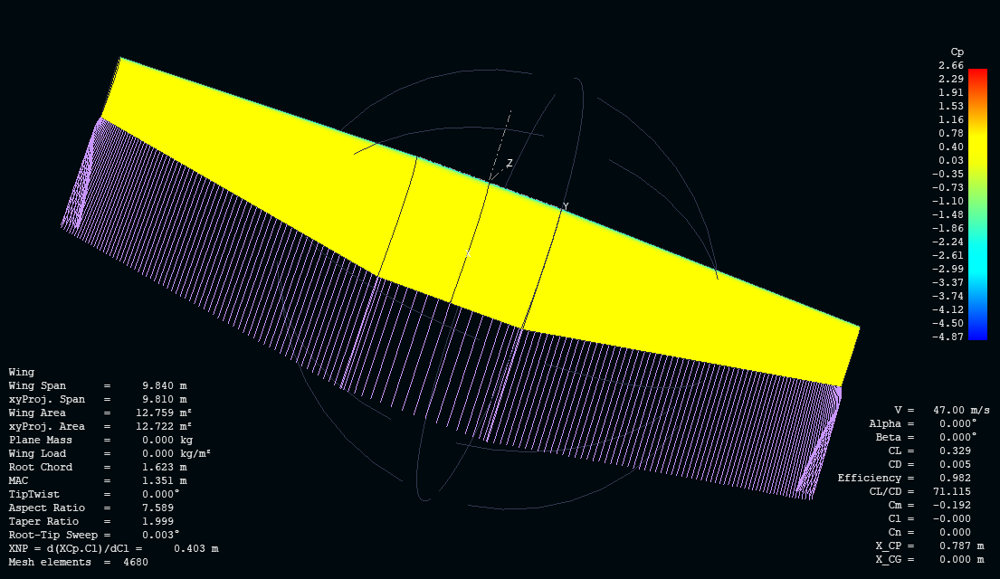 Cp
2.66
2.29
1.91
1.53
1.16
0.78
0.40
0.03
-0.35
-0.73
-1.10
-1.48
-1.86
-2.24
-2.61
-2.99
-3.37
-3.74
-4.12
-4.50
-4.87
Z
Y
X
Wing
Wing Span = 9.840 m
xyProj. Span = 9.810 m
Wing Area = 12.759 m²
xyProj. Area = 12.722 m²
Plane Mass = 0.000 kg
Wing Load = 0.000 kg/m²
Root Chord = 1.623 m
MAC = 1.351 m
TipTwist = 0.000°
Aspect Ratio = 7.589
Taper Ratio = 1.999
Root-Tip Sweep = 0.003°
XNP = d(XCp.Cl)/dCl = 0.403 m
Mesh elements = 4680
V = 47.00 m/s
Alpha = 0.000°
Beta = 0.000°
CL = 0.329
CD = 0.005
Efficiency = 0.982
CL/CD = 71.115
Cm = -0.192
Cl = -0.000
Cn = 0.000
X_CP = 0.787 m
X_CG = 0.000 m